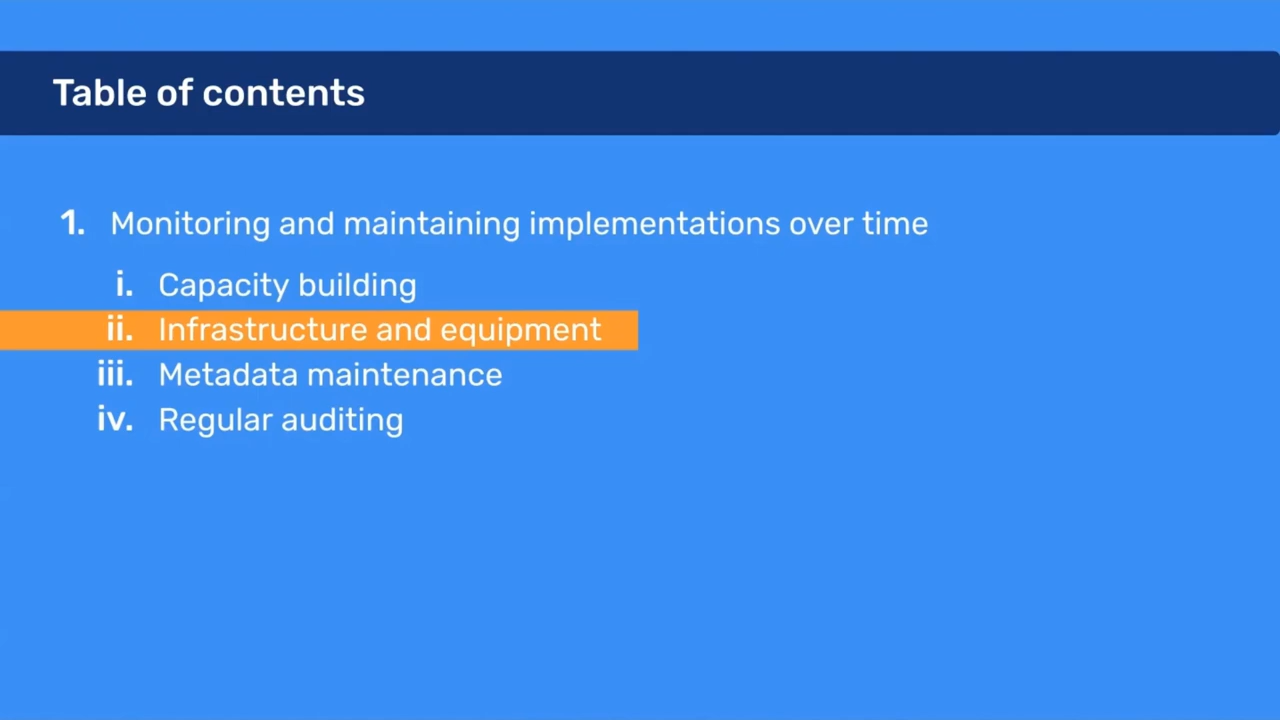 Table of contents
1. Monitoring and maintaining implementations over time
i. Capacity building
ii. Infrastructure and equipment
iii. Metadata maintenance
iv. Regular auditing